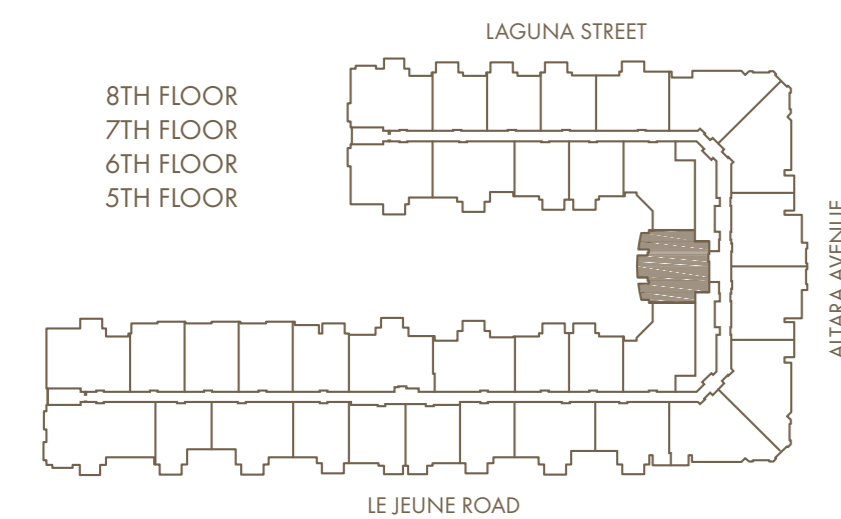 LAGUNA STREET
8TH FLOOR
7TH FLOOR
6TH FLOOR
5TH FLOOR
ALTARA AVENUE
LE JEUNE ROAD